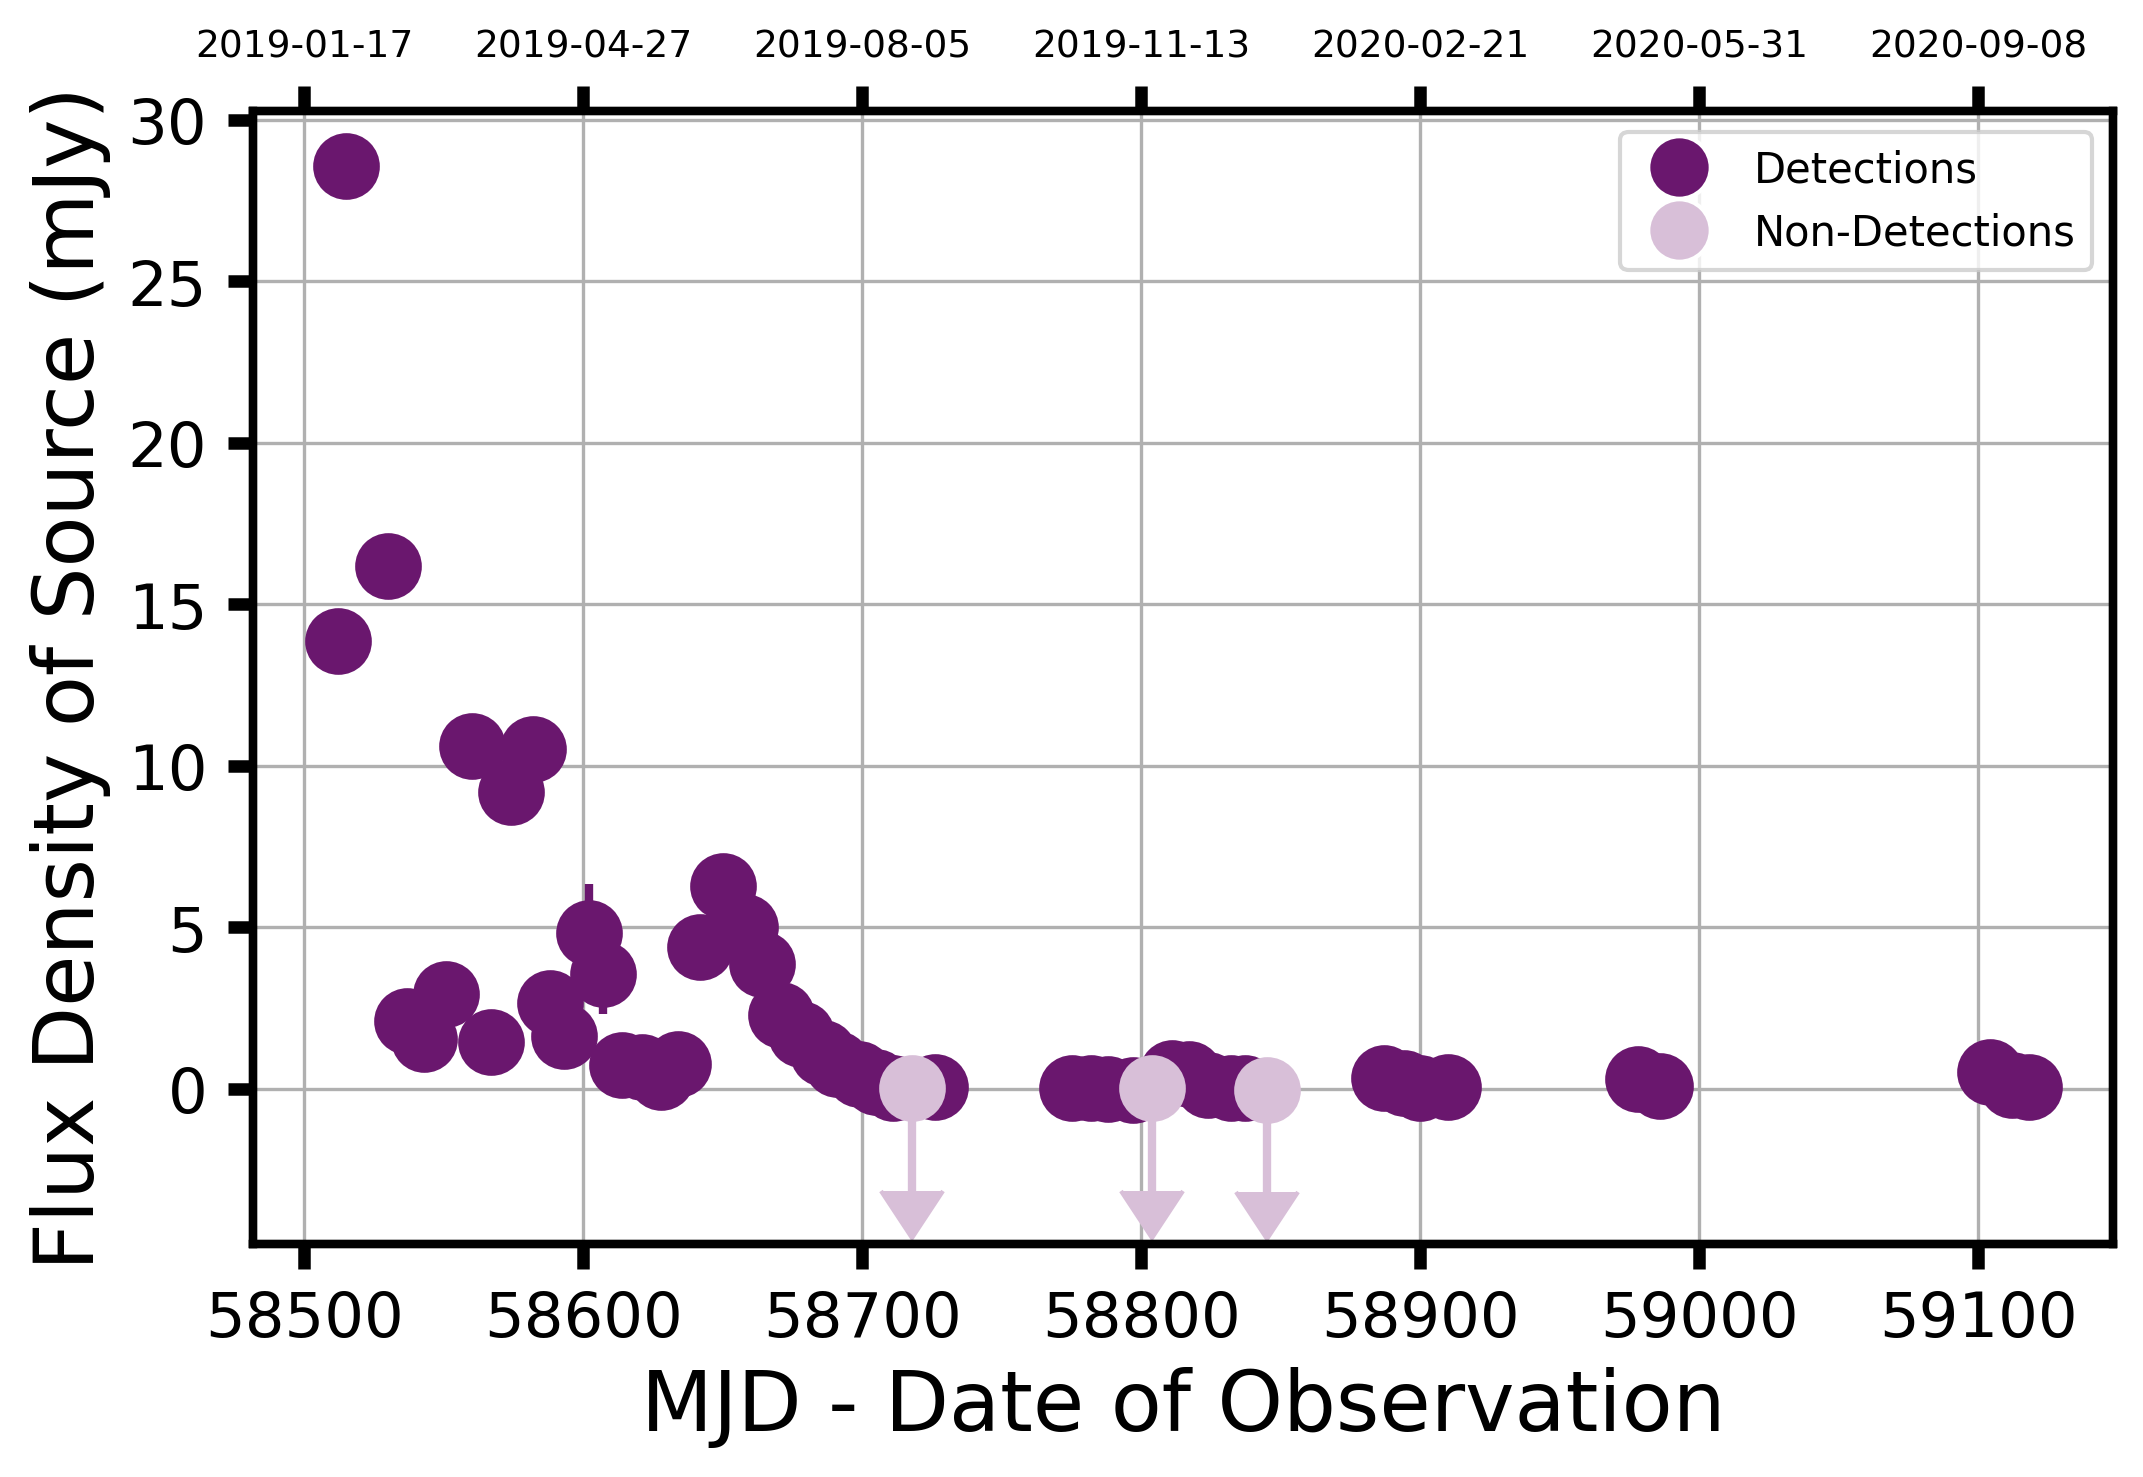 2019-01-17 2019-04-27 2019-08-05 2019-11-13 2020-02-21 2020-05-31 2020-09-08
Flux Density of Source (mJy)
30
25
20
15
10
5
0
Detections
Non-Detections
58500 58600 58700 58800 58900 59000 59100
MJD - Date of Observation